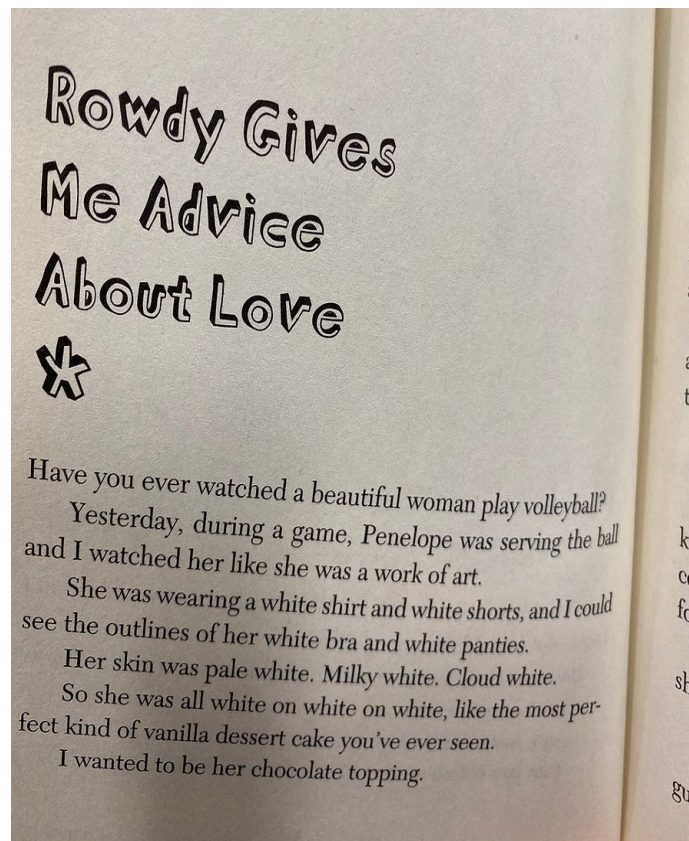 Rowdy Gives
Me Advice
About Love
Have you ever watched a beautiful woman play volleyball?
Yesterday, during a game, Penelope was serving the ball
and I watched her like she was a work of art.
She was wearing a white shirt and white shorts, and I could
see the outlines of her white bra and white panties.
Her skin was pale white. Milky white. Cloud white.
So she was all white on white on white, like the most per-
fect kind of vanilla dessert cake you've ever seen.
I wanted to be her chocolate topping.